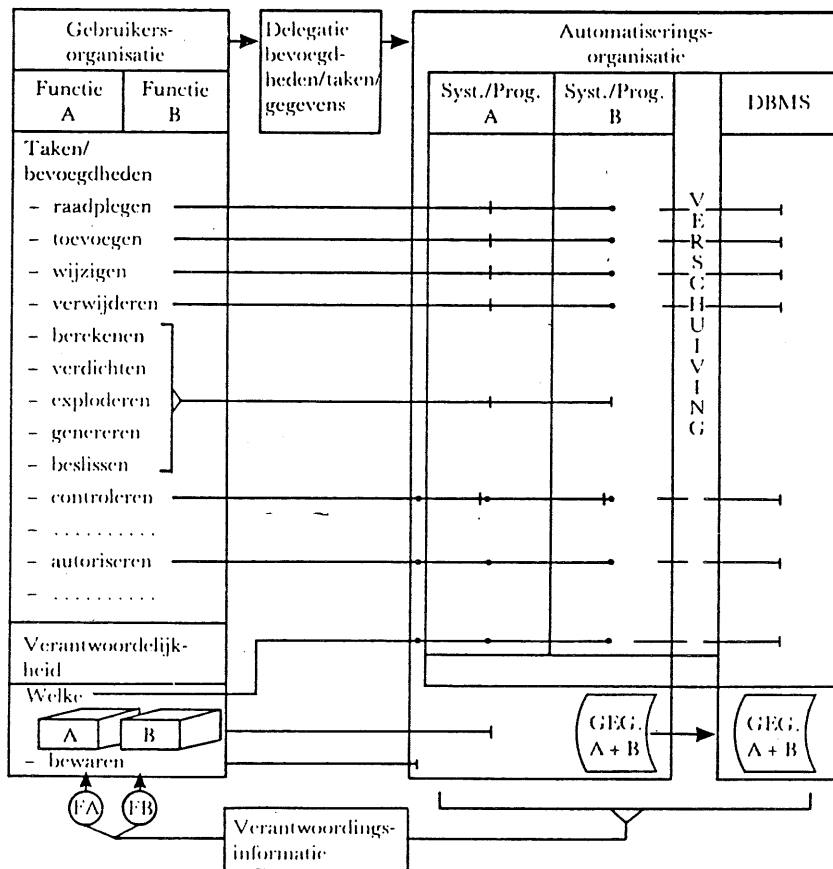 Gebruikers-
organisatie
Delegatie
bevoegd-
heden/taken/
gegevens
Automatiserings-
organisatie
Functie
A
Functie
B
Syst./Prog.
A
Syst./Prog.
B
DBMS
Taken/
bevoegdheden
- raadplegen
- toevoegen
- wijzigen
- verwijderen
- berekenen
- verdichten
- exploderen
- genereren
- beslissen
- controleren
- ..........
- autoriseren
- ..........
VERSCHUIVING
Verantwoordelijk-
heid
Welke
A
B
- bewaren
GEG.
A + B
GEG.
A + B
FA
FB
Verantwoordings-
informatie